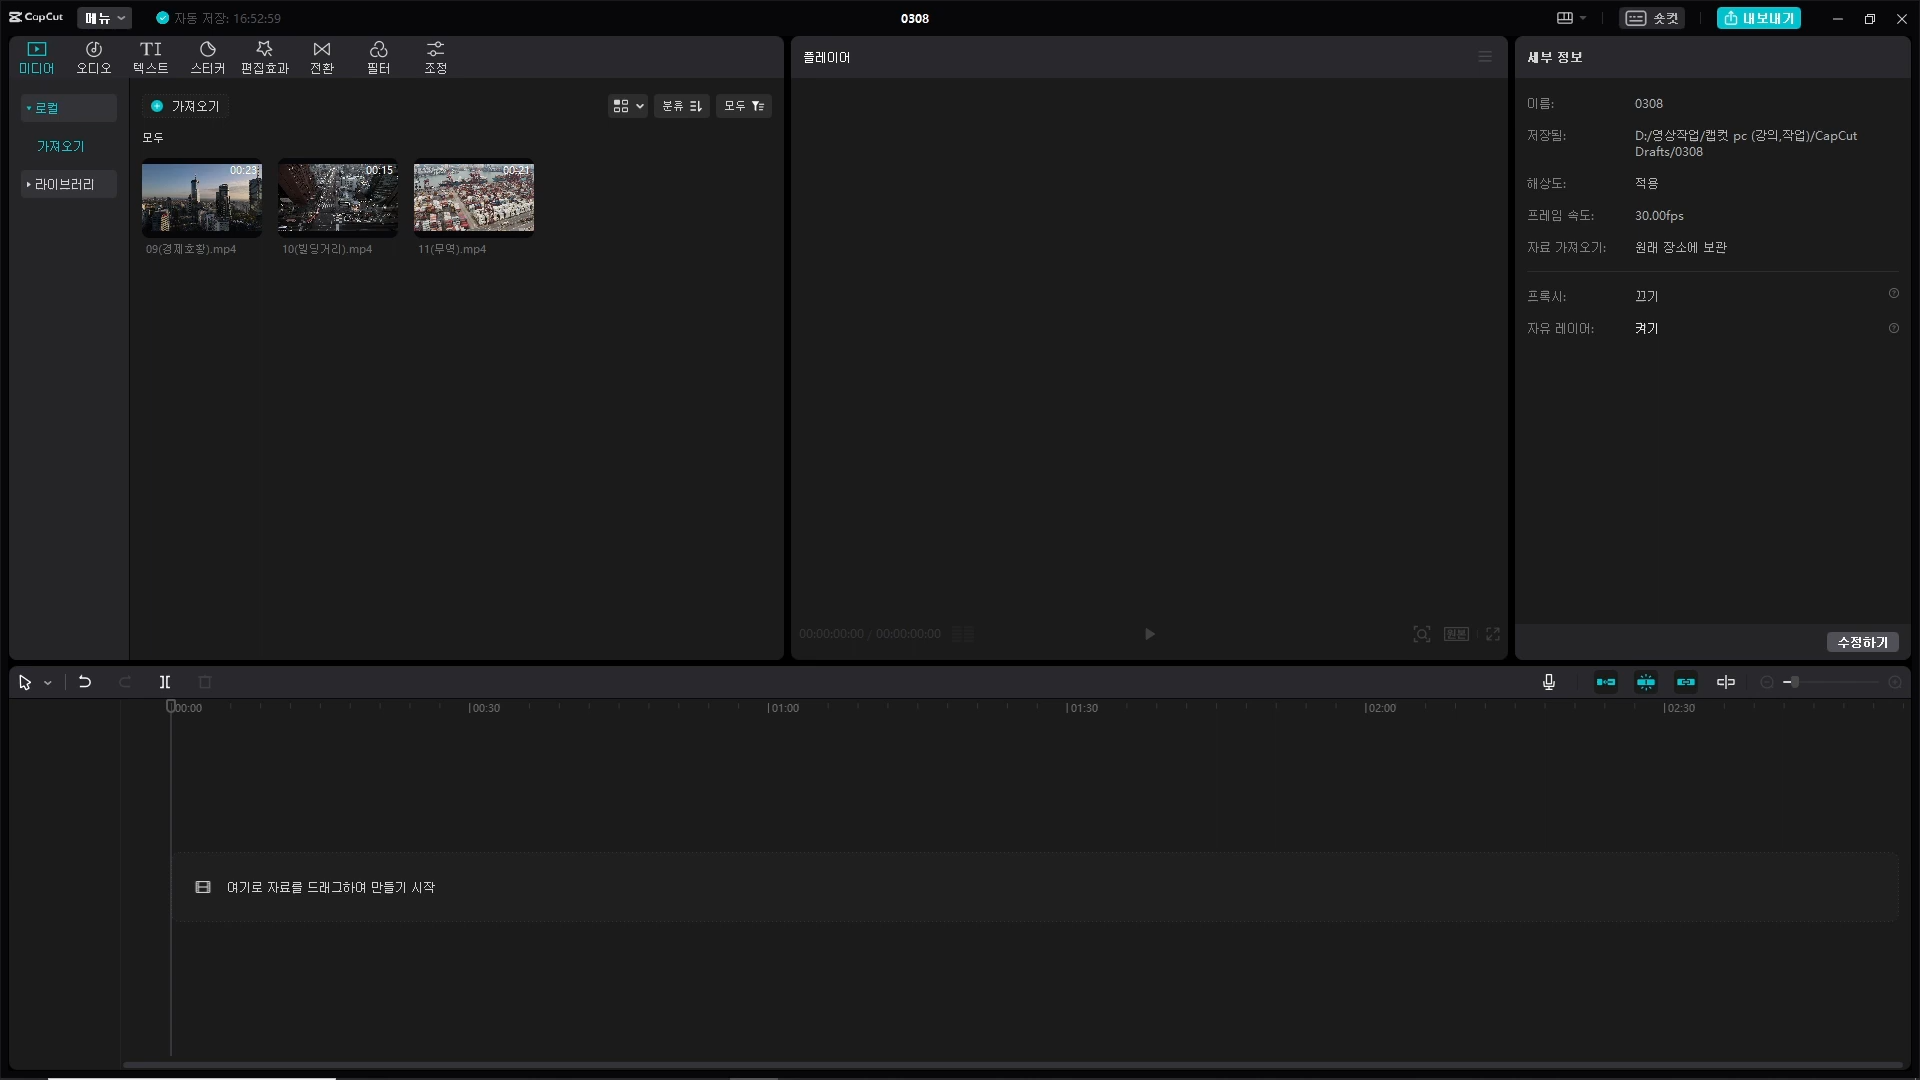 CapCut
메뉴
자동 저장: 16:52:59
0308
숏컷
내보내기
미디어
오디오
텍스트
스티커
편집효과
전환
필터
조정
로컬
가져오기
라이브러리
가져오기
분류
모두
모두
00:23
00:15
00:21
09(경제호황).mp4
10(빌딩거리).mp4
11(무역).mp4
플레이어
00:00:00:00 / 00:00:00:00
원본
세부 정보
이름:
0308
저장됨:
D:/영상작업/캡컷 pc (강의,작업)/CapCut
Drafts/0308
해상도:
적용
프레임 속도:
30.00fps
자료 가져오기:
원래 장소에 보관
프록시:
끄기
자유 레이어:
켜기
수정하기
00:00
00:30
01:00
01:30
02:00
02:30
여기로 자료를 드래그하여 만들기 시작